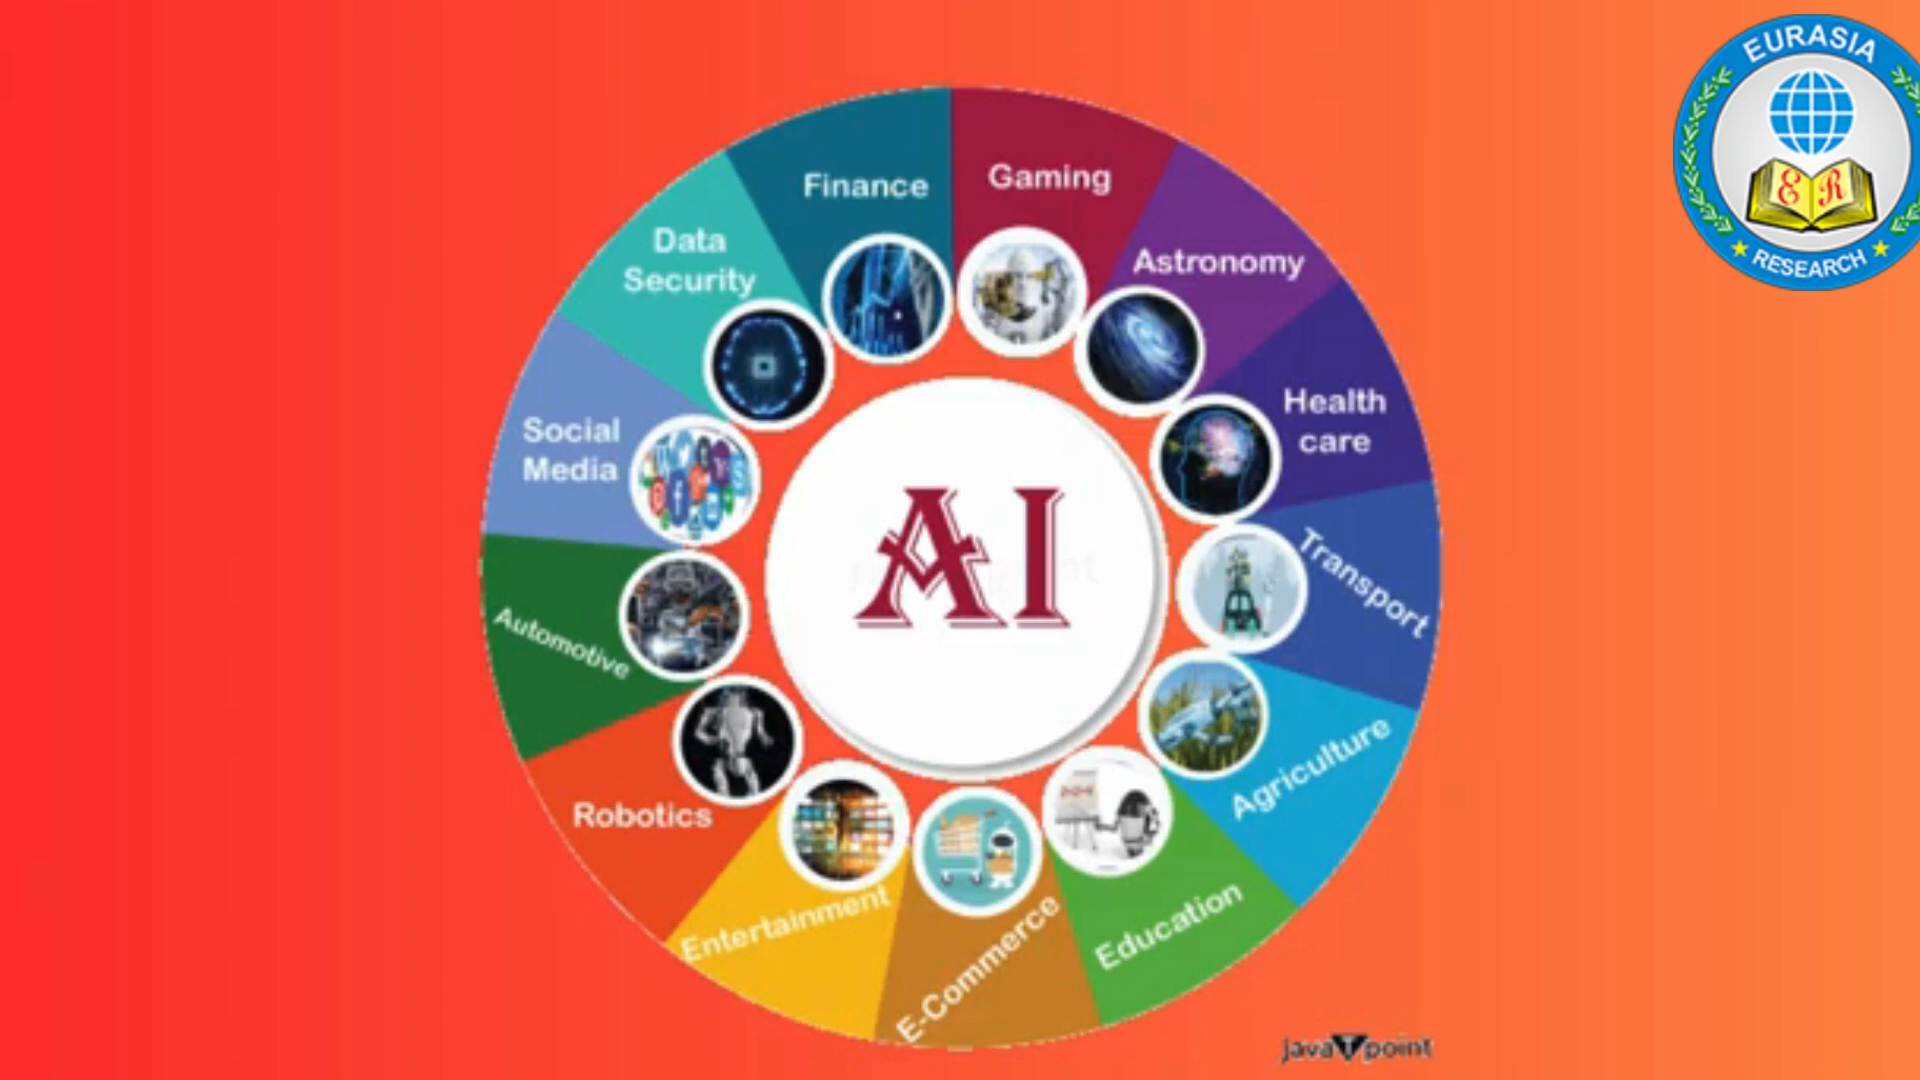 EURASIA
E R
RESEARCH
Finance
Gaming
Data
Security
Astronomy
Health
care
Social
Media
Transport
AI
Automotive
Agriculture
Robotics
Education
Entertainment
E-Commerce
javaTpoint